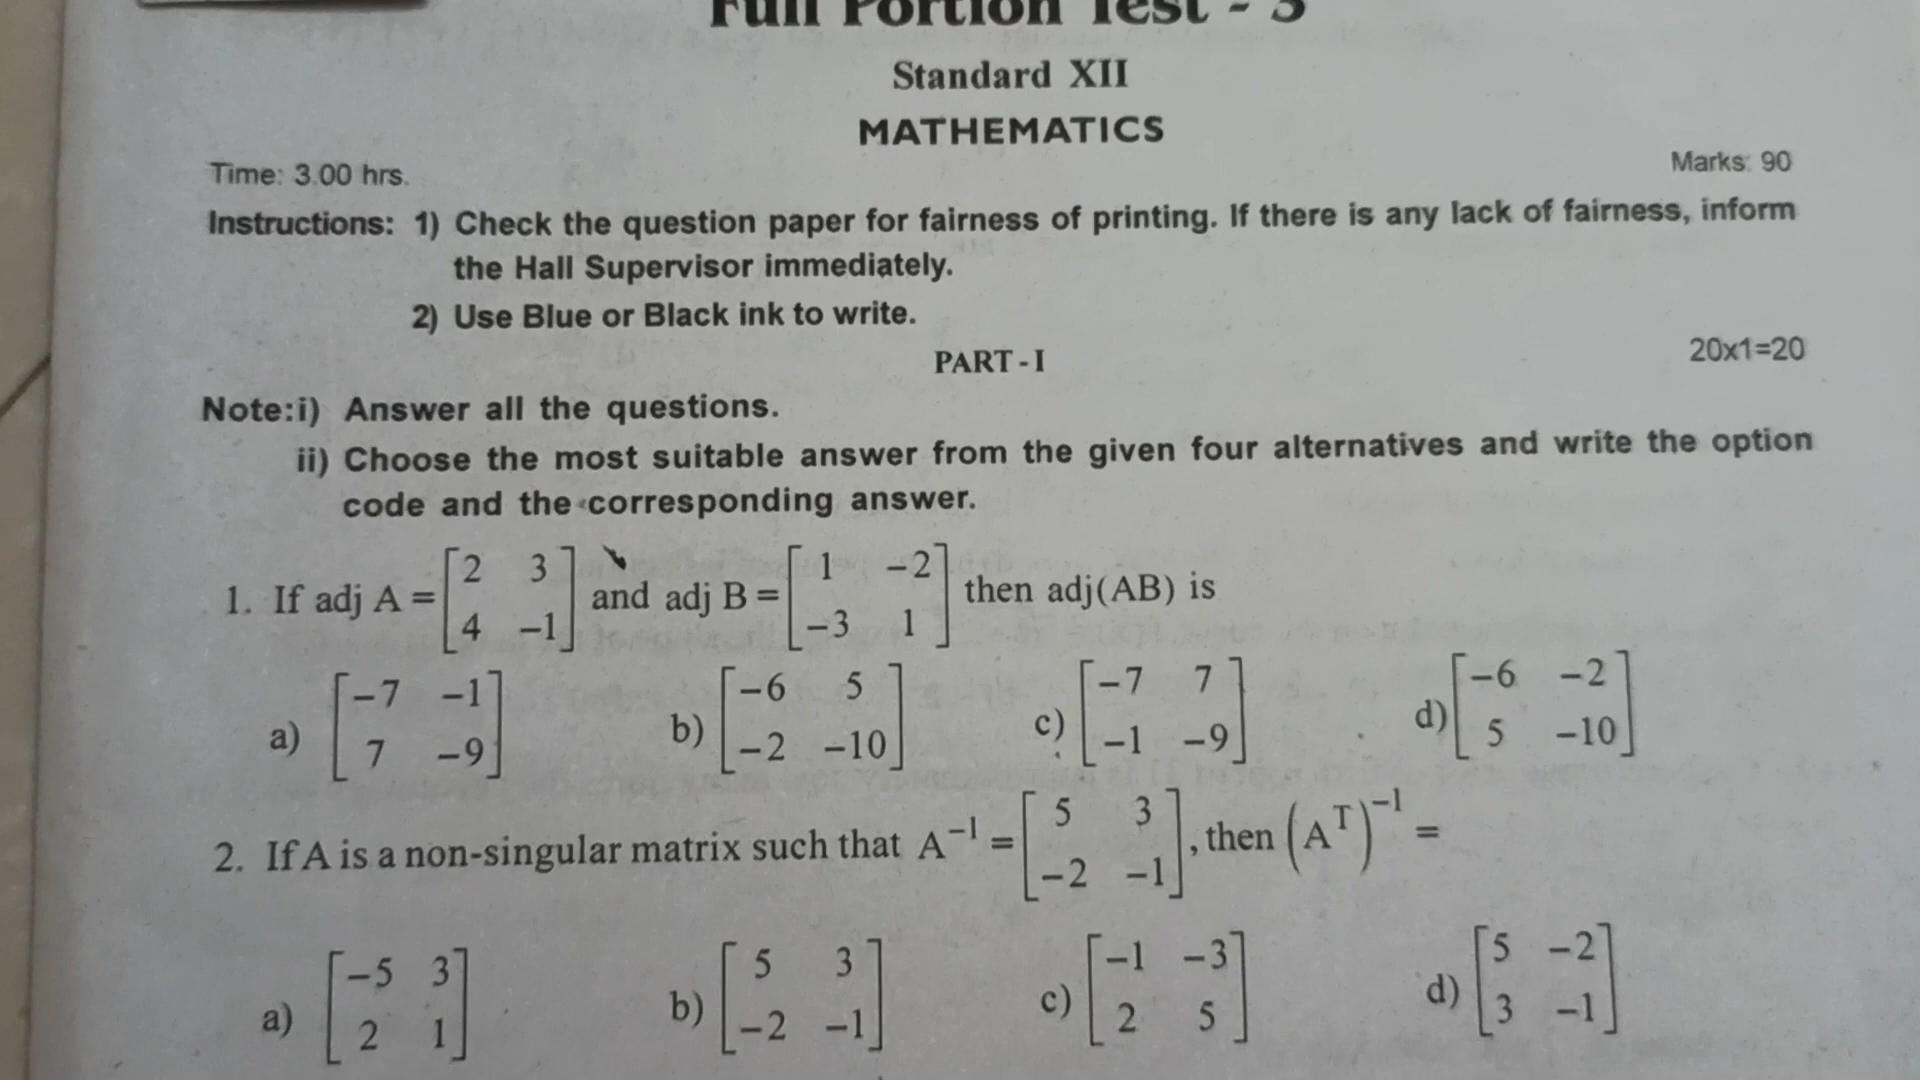 Full Portion Test - 3
Standard XII
MATHEMATICS
Time: 3.00 hrs. Marks: 90
Instructions: 1) Check the question paper for fairness of printing. If there is any lack of fairness, inform
the Hall Supervisor immediately.
2) Use Blue or Black ink to write.
PART - I 20x1=20
Note:i) Answer all the questions.
ii) Choose the most suitable answer from the given four alternatives and write the option
code and the corresponding answer.
1. If adj A = [2 3; 4 −1] and adj B = [1 −2; −3 1] then adj(AB) is
a) [−7 −1; 7 −9] b) [−6 5; −2 −10] c) [−7 7; −1 −9] d) [−6 −2; 5 −10]
2. If A is a non-singular matrix such that A⁻¹ = [5 3; −2 −1], then (Aᵀ)⁻¹ =
a) [−5 3; 2 1] b) [5 3; −2 −1] c) [−1 −3; 2 5] d) [5 −2; 3 −1]